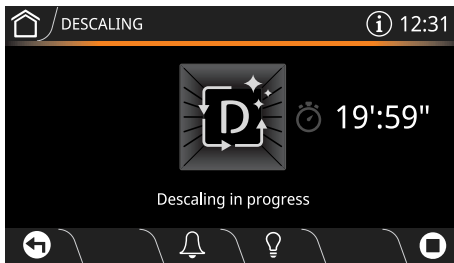 DESCALING
i 12:31
D
19':59"
Descaling in progress